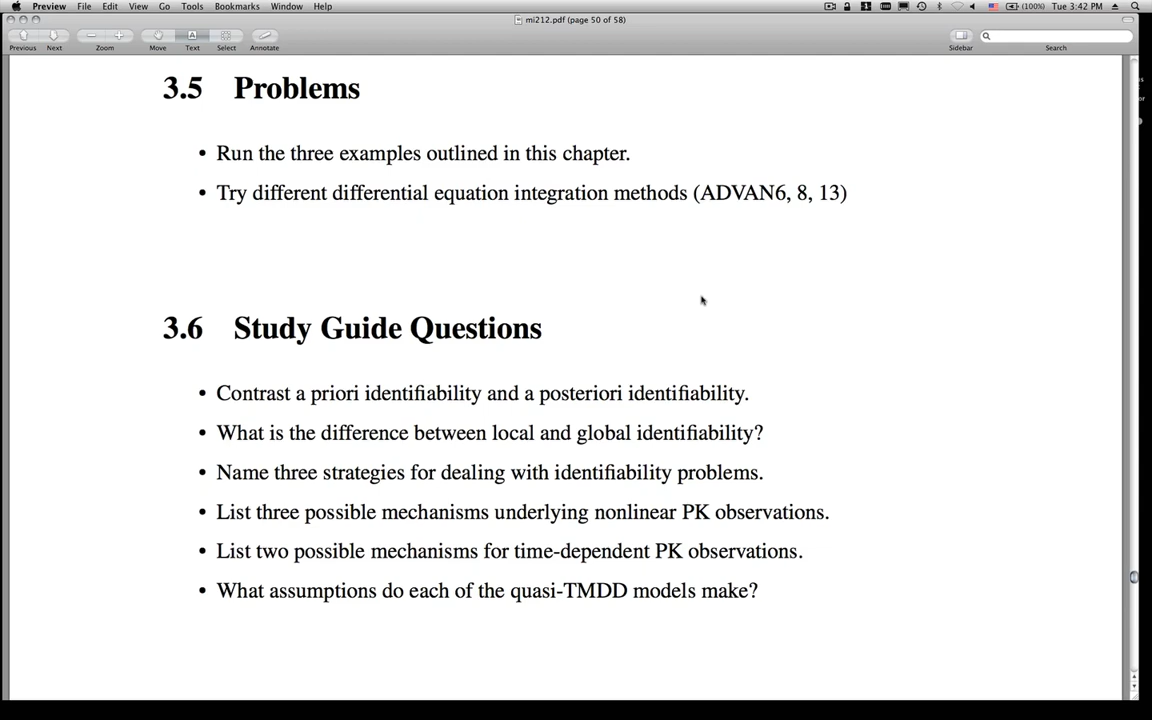 Preview File Edit View Go Tools Bookmarks Window Help (100%) Tue 3:42 PM
mi212.pdf (page 50 of 58)
Previous Next Zoom Move Text Select Annotate Sidebar Search
3.5 Problems
• Run the three examples outlined in this chapter.
• Try different differential equation integration methods (ADVAN6, 8, 13)
3.6 Study Guide Questions
• Contrast a priori identifiability and a posteriori identifiability.
• What is the difference between local and global identifiability?
• Name three strategies for dealing with identifiability problems.
• List three possible mechanisms underlying nonlinear PK observations.
• List two possible mechanisms for time-dependent PK observations.
• What assumptions do each of the quasi-TMDD models make?